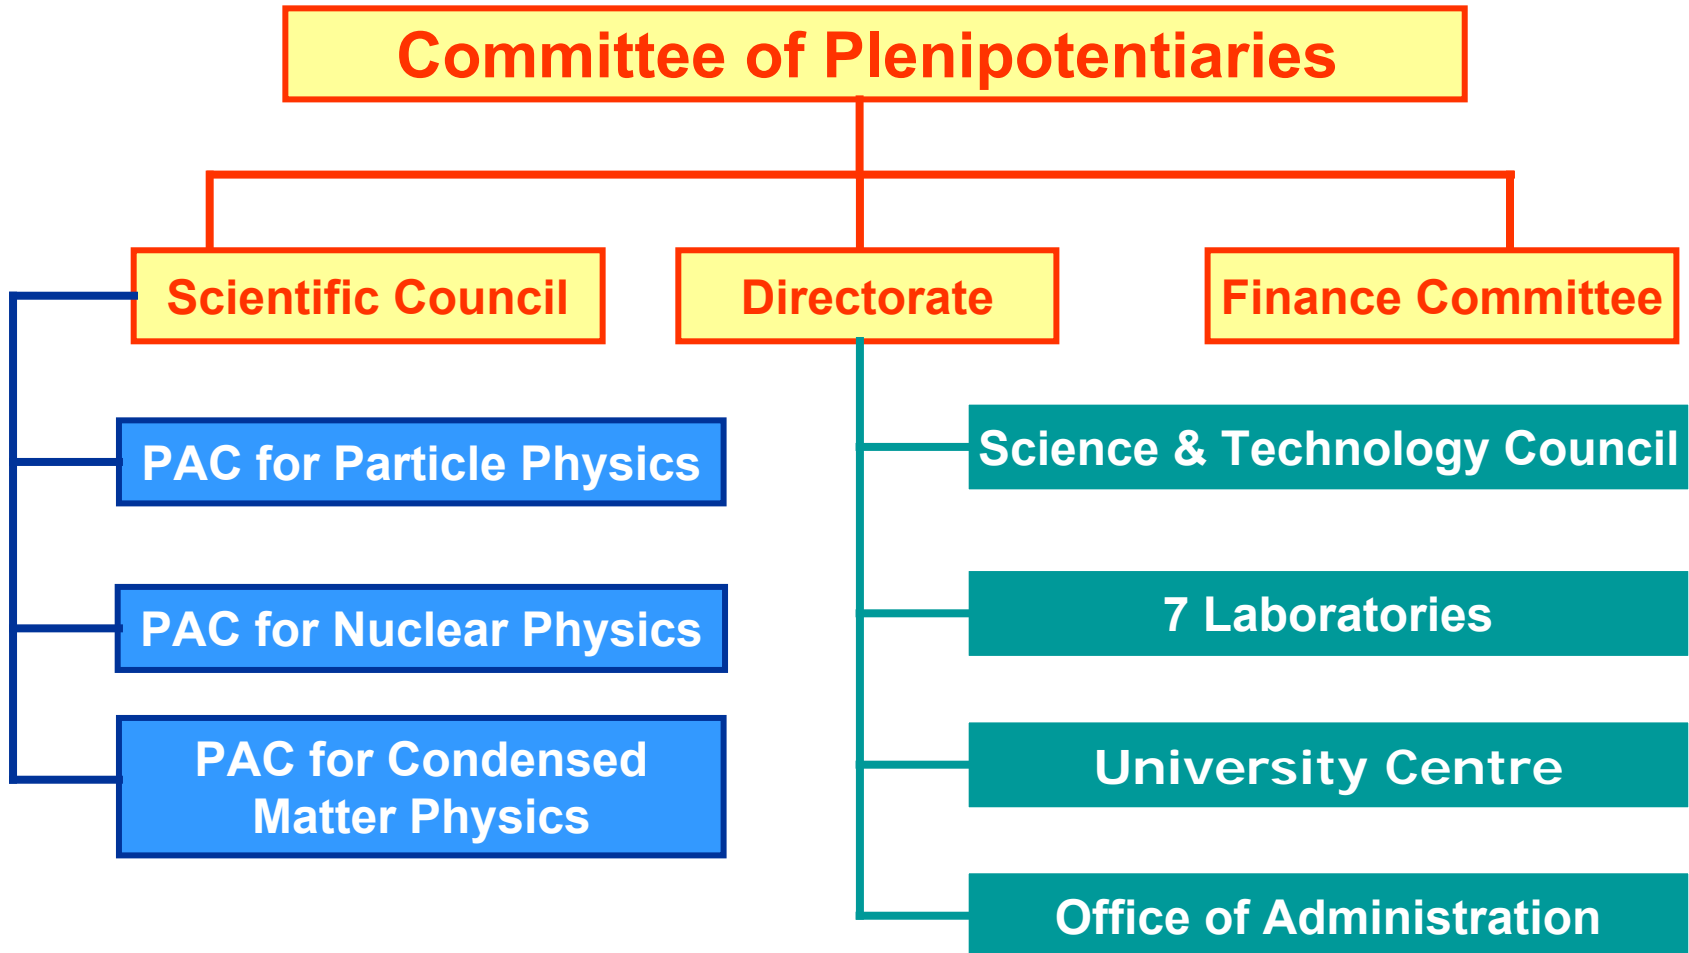 Committee of Plenipotentiaries
Scientific Council
Directorate
Finance Committee
PAC for Particle Physics
PAC for Nuclear Physics
PAC for Condensed
Matter Physics
Science & Technology Council
7 Laboratories
University Centre
Office of Administration